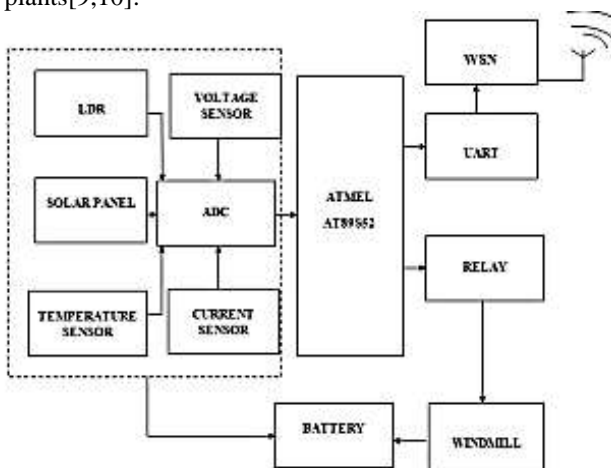 plants[9,10].
WSN
LDR
VOLTAGE
SENSOR
UART
SOLAR PANEL
ADC
ATMEL
AT89S52
RELAY
TEMPERATURE
SENSOR
CURRENT
SENSOR
BATTERY
WINDMILL